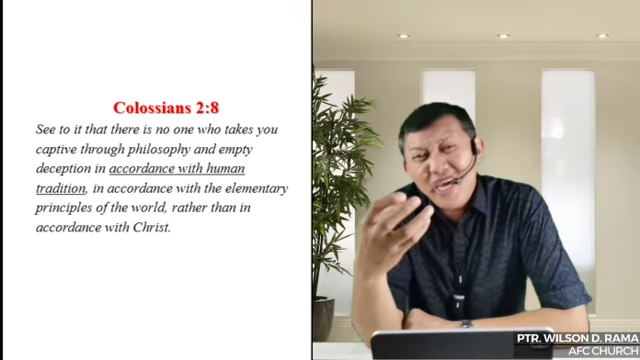 Colossians 2:8
See to it that there is no one who takes you
captive through philosophy and empty
deception in accordance with human
tradition, in accordance with the elementary
principles of the world, rather than in
accordance with Christ.
PTR. WILSON D. RAMA
AFC CHURCH